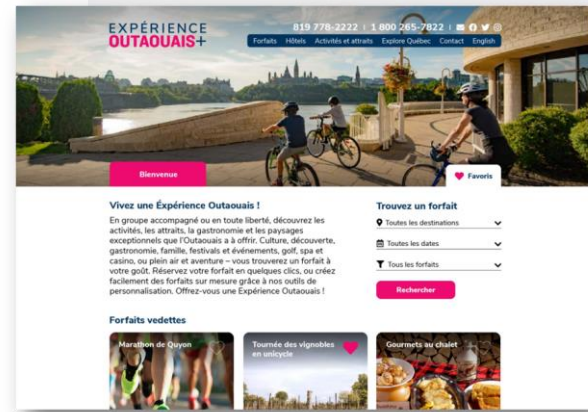 EXPÉRIENCE
OUTAOUAIS+
819 778-2222 | 1 800 265-7822 |
Forfaits Hôtels Activités et attraits Explore Québec Contact English
Bienvenue
Favoris
Vivez une Éxpérience Outaouais !
En groupe accompagné ou en toute liberté, découvrez les
activités, les attraits, la gastronomie et les paysages
exceptionnels que l'Outaouais a à offrir. Culture, découverte,
gastronomie, famille, festivals et événements, golf, spa et
casino, ou plein air et aventure – vous trouverez un forfait à
votre goût. Réservez votre forfait en quelques clics, ou créez
facilement des forfaits sur mesure grâce à nos outils de
personnalisation. Offrez-vous une Expérience Outaouais !
Trouvez un forfait
Toutes les destinations
Toutes les dates
Tous les forfaits
Rechercher
Forfaits vedettes
Marathon de Quyon
Tournée des vignobles
en unicycle
Gourmets au chalet